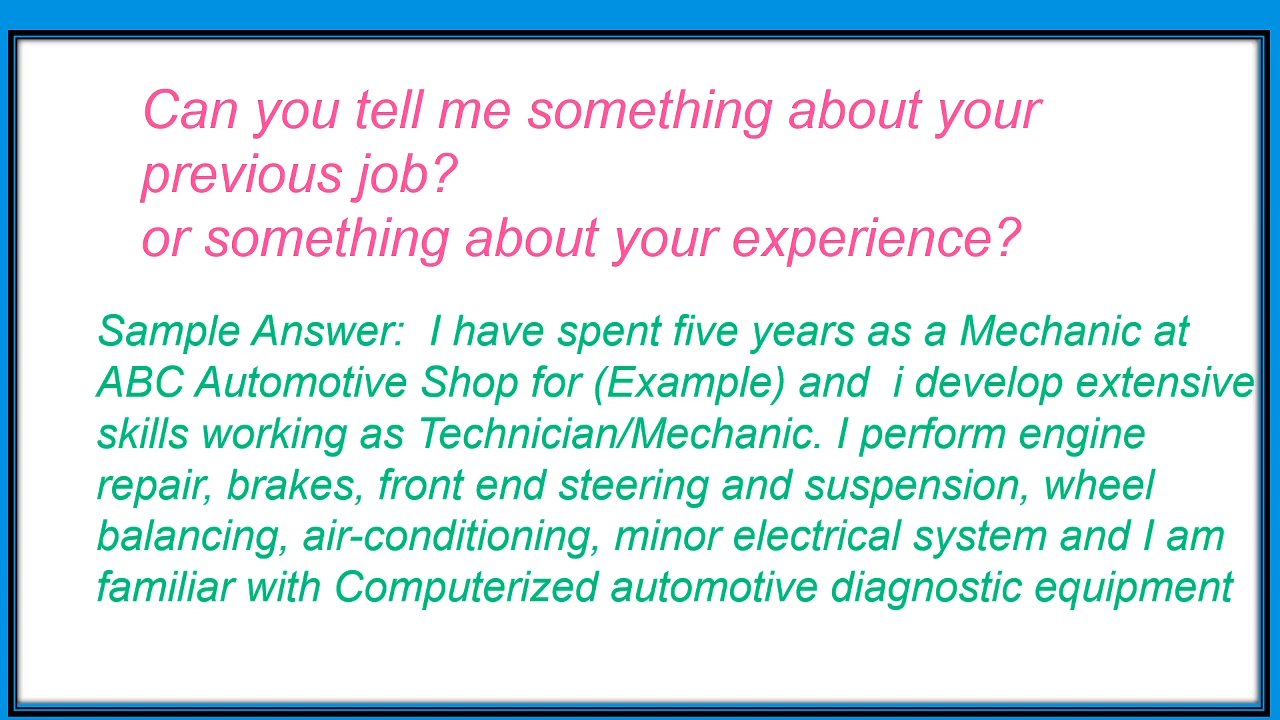 Can you tell me something about your
previous job?
or something about your experience?
Sample Answer:  I have spent five years as a Mechanic at
ABC Automotive Shop for (Example) and  i develop extensive
skills working as Technician/Mechanic. I perform engine
repair, brakes, front end steering and suspension, wheel
balancing, air-conditioning, minor electrical system and I am
familiar with Computerized automotive diagnostic equipment